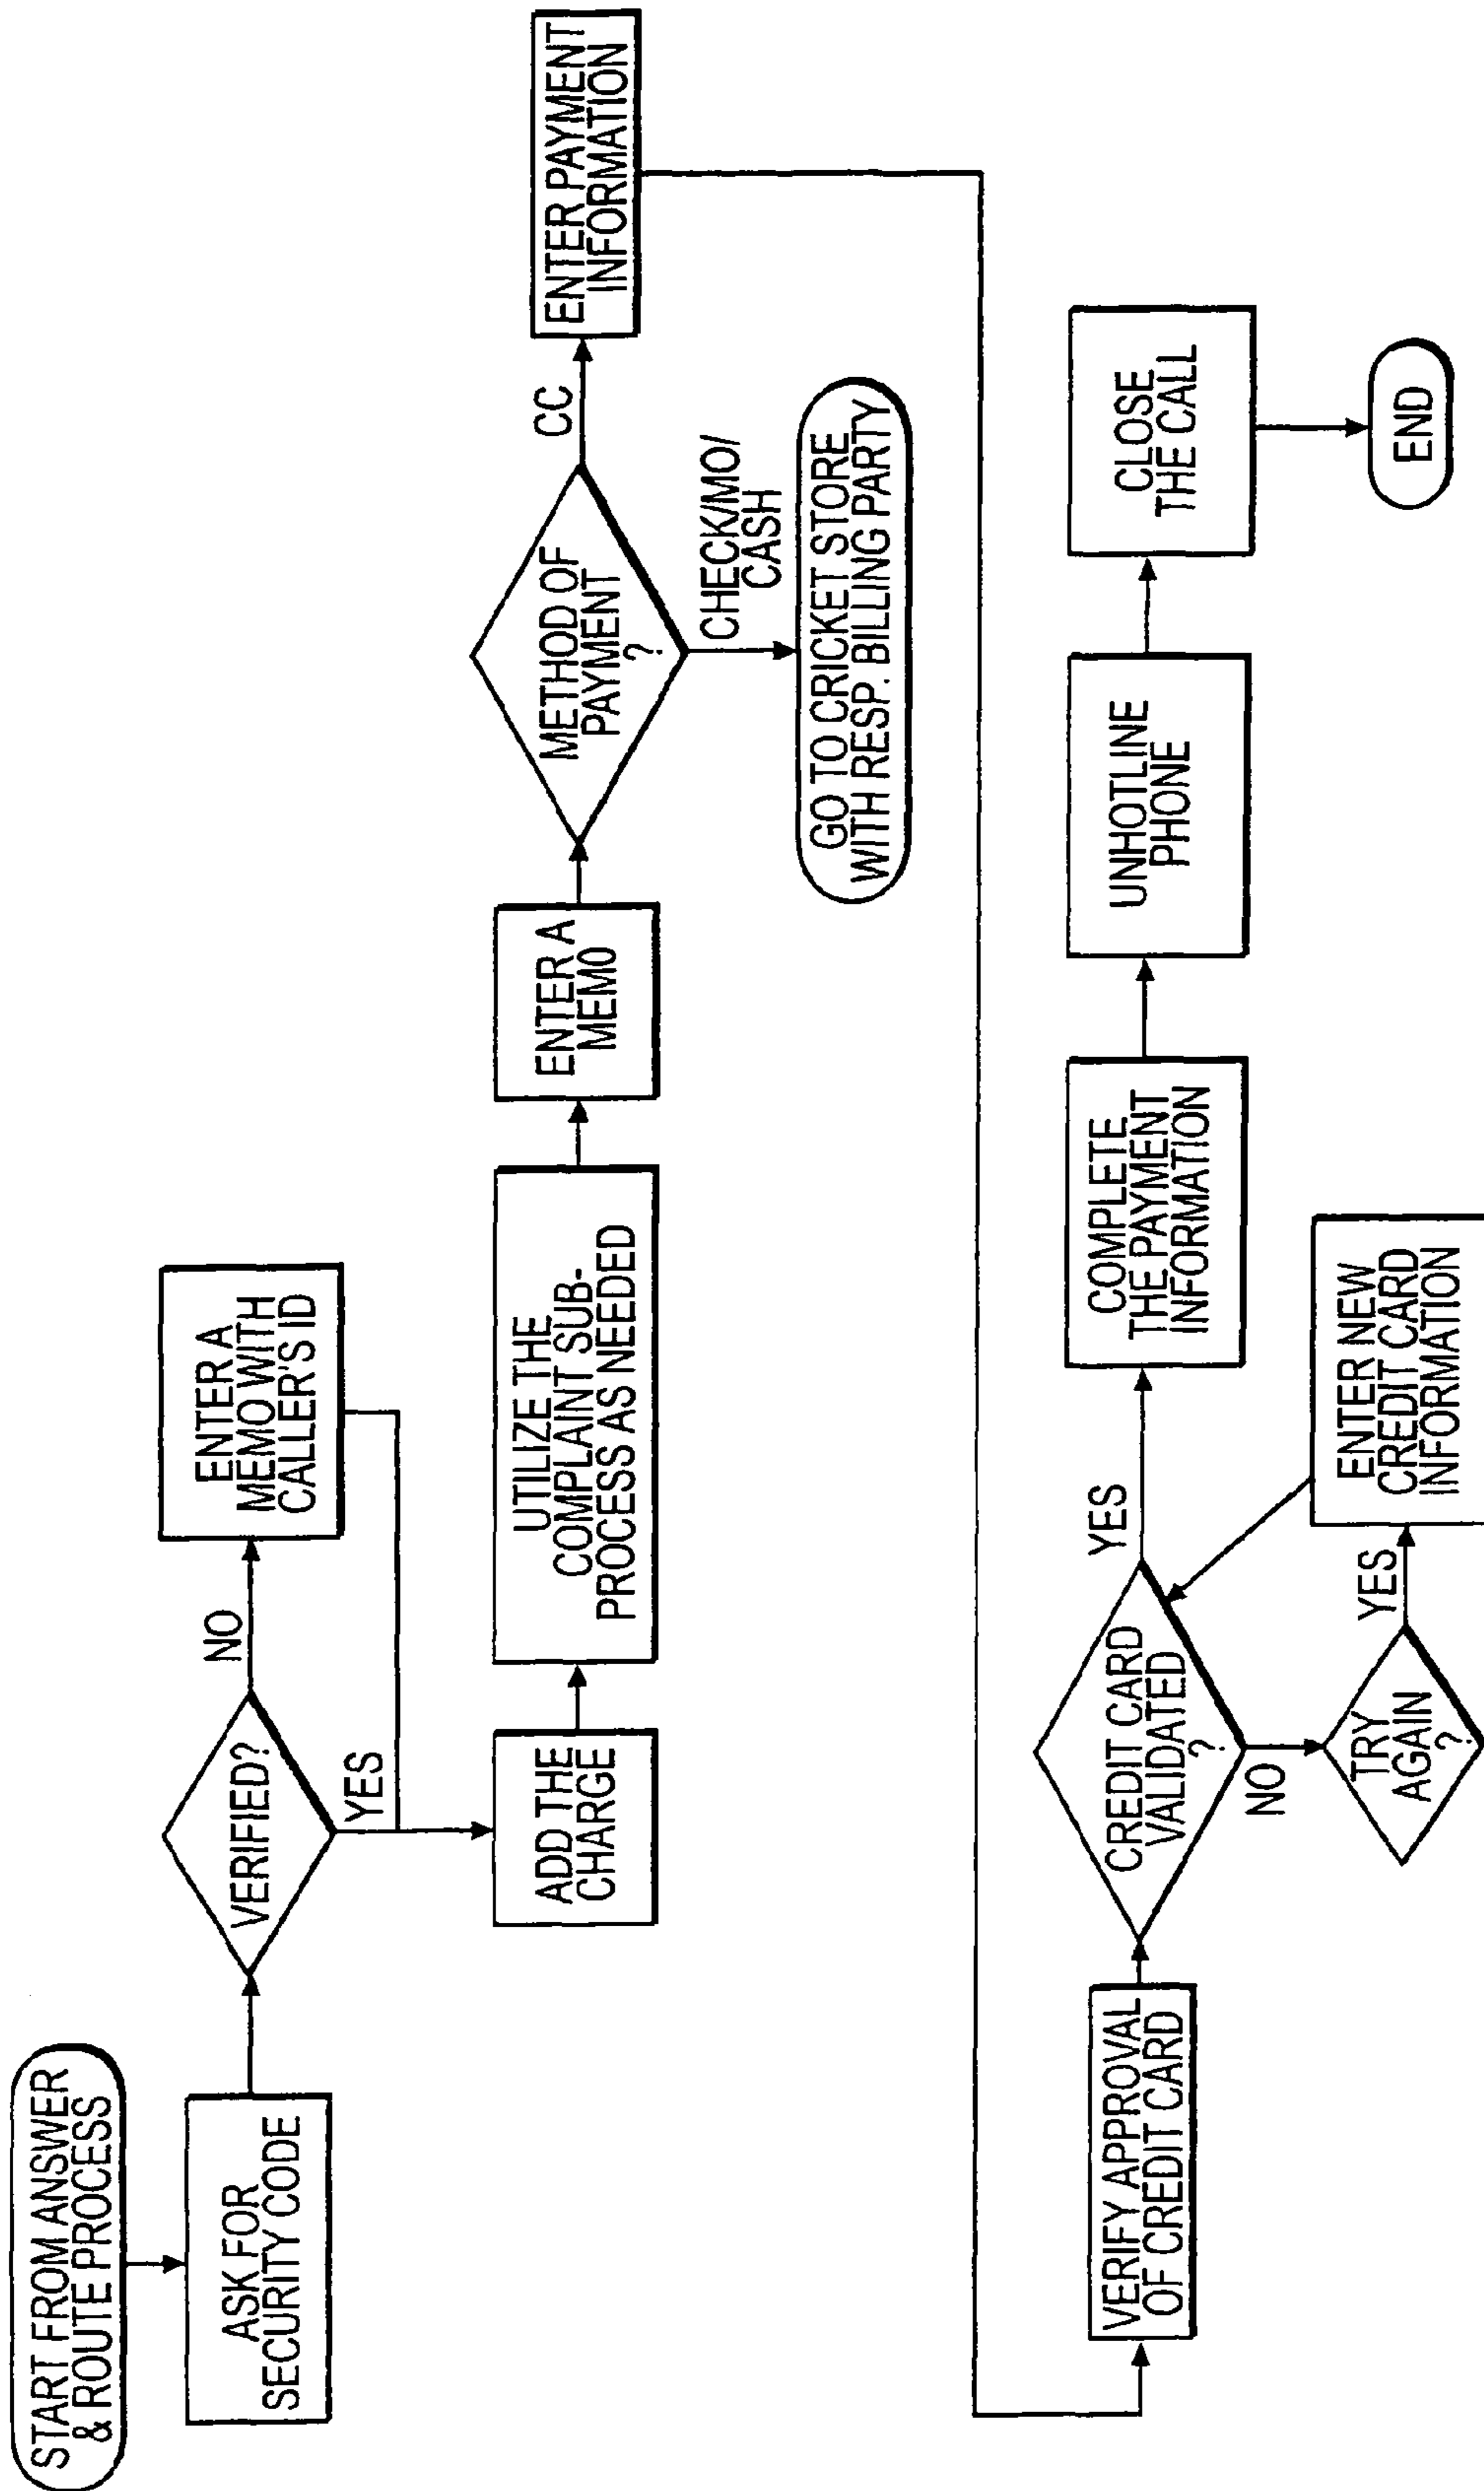 START FROM ANSWER
& ROUTE PROCESS
ASK FOR
SECURITY CODE
VERIFIED?
NO
ENTER A
MEMO WITH
CALLER'S ID
YES
ADD THE
CHARGE
UTILIZE THE
COMPLAINT SUB-
PROCESS AS NEEDED
ENTER A
MEMO
METHOD OF
PAYMENT
?
CC
ENTER PAYMENT
INFORMATION
CHECK/MO/
CASH
GO TO CRICKET STORE
WITH RESP. BILLING PARTY
VERIFY APPROVAL
OF CREDIT CARD
CREDIT CARD
VALIDATED
?
YES
COMPLETE
THE PAYMENT
INFORMATION
UNHOTLINE
PHONE
CLOSE
THE CALL
END
NO
TRY
AGAIN
?
YES
ENTER NEW
CREDIT CARD
INFORMATION